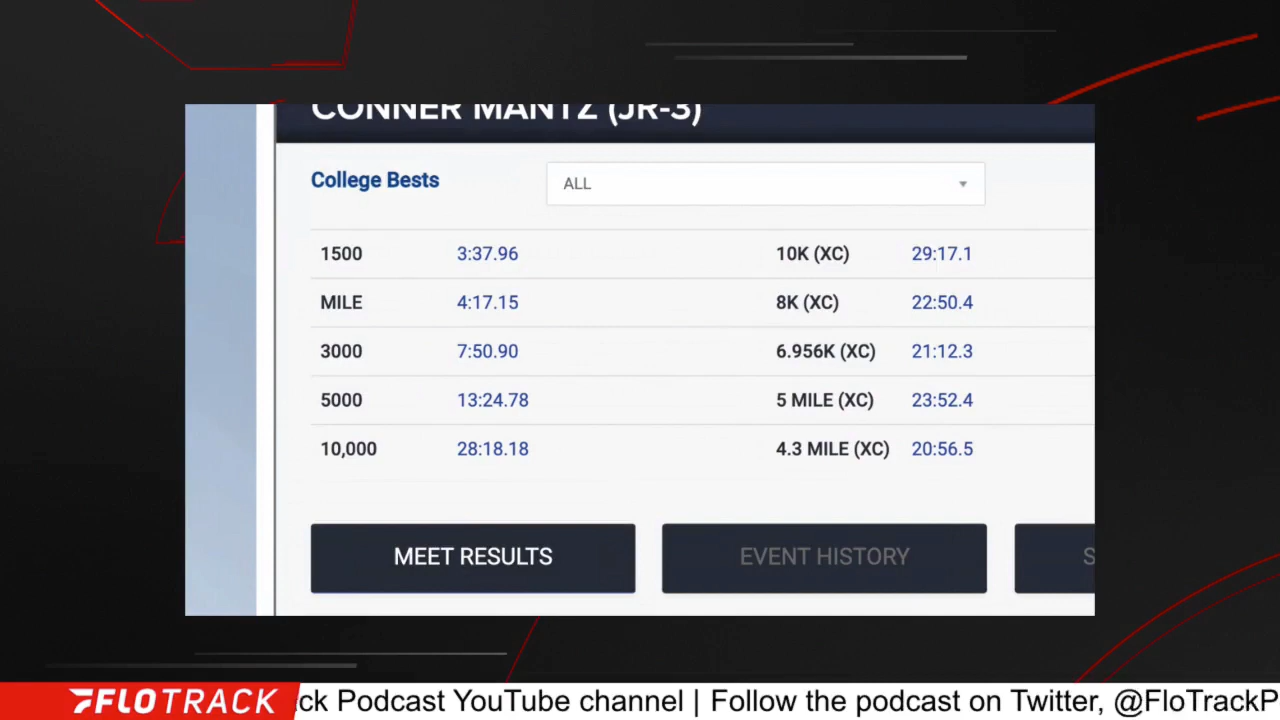 CONNER MANTZ (JR-3)
College Bests
ALL
1500 3:37.96 10K (XC) 29:17.1
MILE 4:17.15 8K (XC) 22:50.4
3000 7:50.90 6.956K (XC) 21:12.3
5000 13:24.78 5 MILE (XC) 23:52.4
10,000 28:18.18 4.3 MILE (XC) 20:56.5
MEET RESULTS EVENT HISTORY S
FLOTRACK ck Podcast YouTube channel | Follow the podcast on Twitter, @FloTrackP